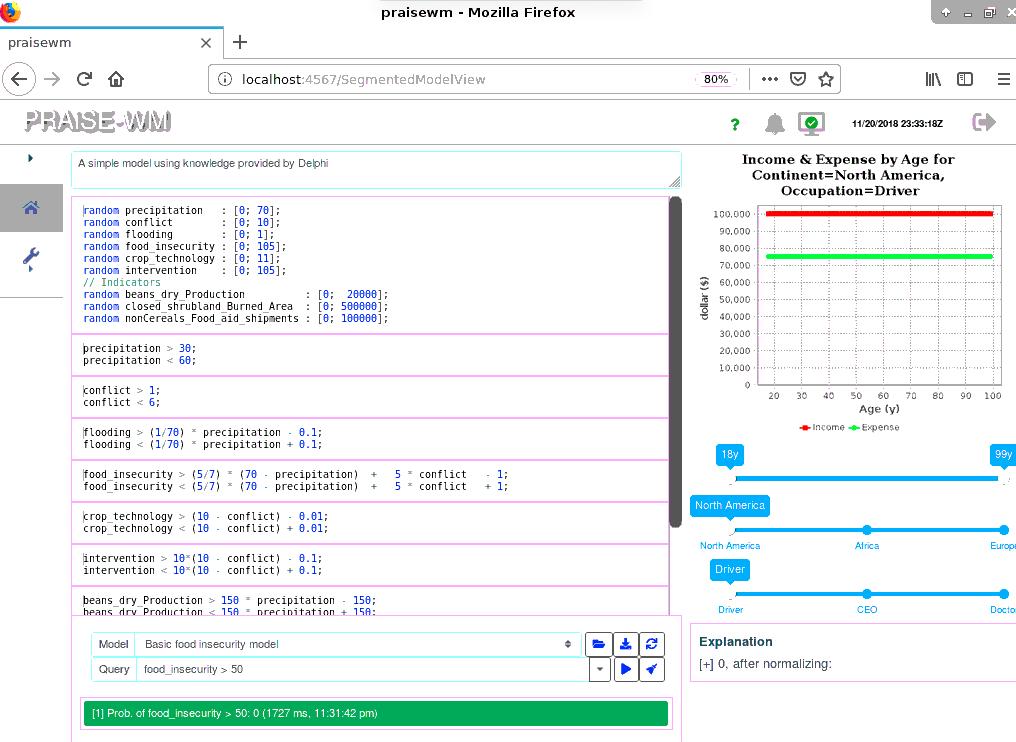 praisewm - Mozilla Firefox
praisewm
localhost:4567/SegmentedModelView
80%
PRAISE-WM
?
11/20/2018 23:33:18Z
A simple model using knowledge provided by Delphi
random precipitation : [0; 70];
random conflict : [0; 10];
random flooding : [0; 1];
random food_insecurity : [0; 105];
random crop_technology : [0; 11];
random intervention : [0; 105];
// Indicators
random beans_dry_Production : [0; 20000];
random closed_shrubland_Burned_Area : [0; 500000];
random nonCereals_Food_aid_shipments : [0; 100000];
precipitation > 30;
precipitation < 60;
conflict > 1;
conflict < 6;
flooding > (1/70) * precipitation - 0.1;
flooding < (1/70) * precipitation + 0.1;
food_insecurity > (5/7) * (70 - precipitation) + 5 * conflict - 1;
food_insecurity < (5/7) * (70 - precipitation) + 5 * conflict + 1;
crop_technology > (10 - conflict) - 0.01;
crop_technology < (10 - conflict) + 0.01;
intervention > 10*(10 - conflict) - 0.1;
intervention < 10*(10 - conflict) + 0.1;
beans_dry_Production > 150 * precipitation - 150;
beans_dry_Production < 150 * precipitation + 150;
Model Basic food insecurity model
Query food_insecurity > 50
[1] Prob. of food_insecurity > 50: 0 (1727 ms, 11:31:42 pm)
Income & Expense by Age for
Continent=North America,
Occupation=Driver
100,000
90,000
80,000
70,000
60,000
50,000
40,000
30,000
20,000
10,000
0
dollar ($)
20 30 40 50 60 70 80 90 100
Age (y)
Income Expense
18y 99y
North America
North America Africa Europe
Driver
Driver CEO Docto
Explanation
[+] 0, after normalizing: